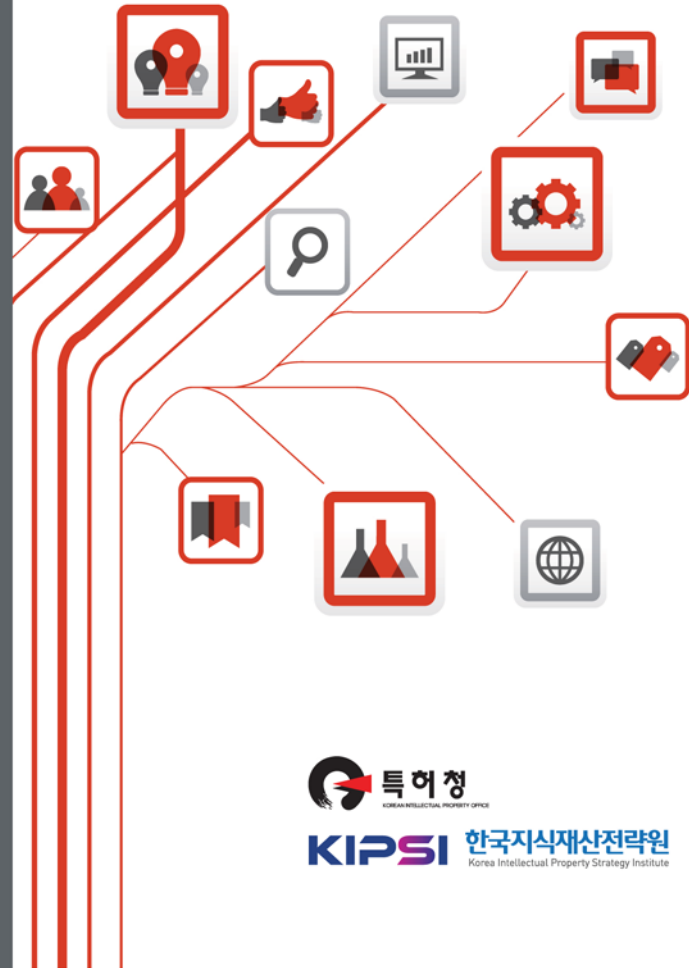 특허청
KOREAN INTELLECTUAL PROPERTY OFFICE
KIPSI 한국지식재산전략원
Korea Intellectual Property Strategy Institute